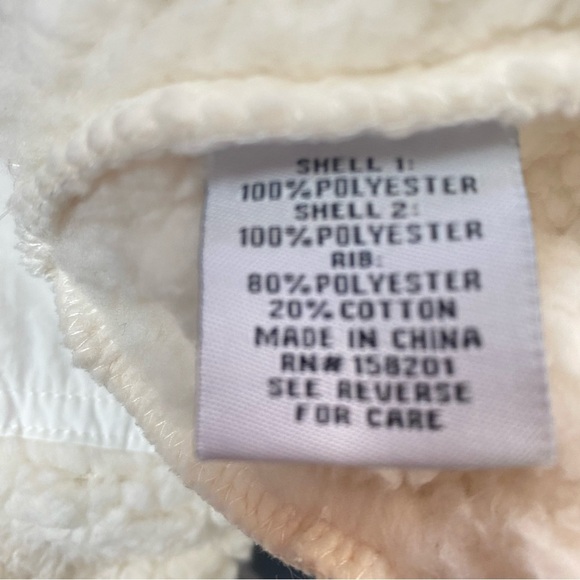 SHELL 1:
100% POLYESTER
SHELL 2:
100% POLYESTER
RIB:
80% POLYESTER
20% COTTON
MADE IN CHINA
RN# 158201
SEE REVERSE
FOR CARE